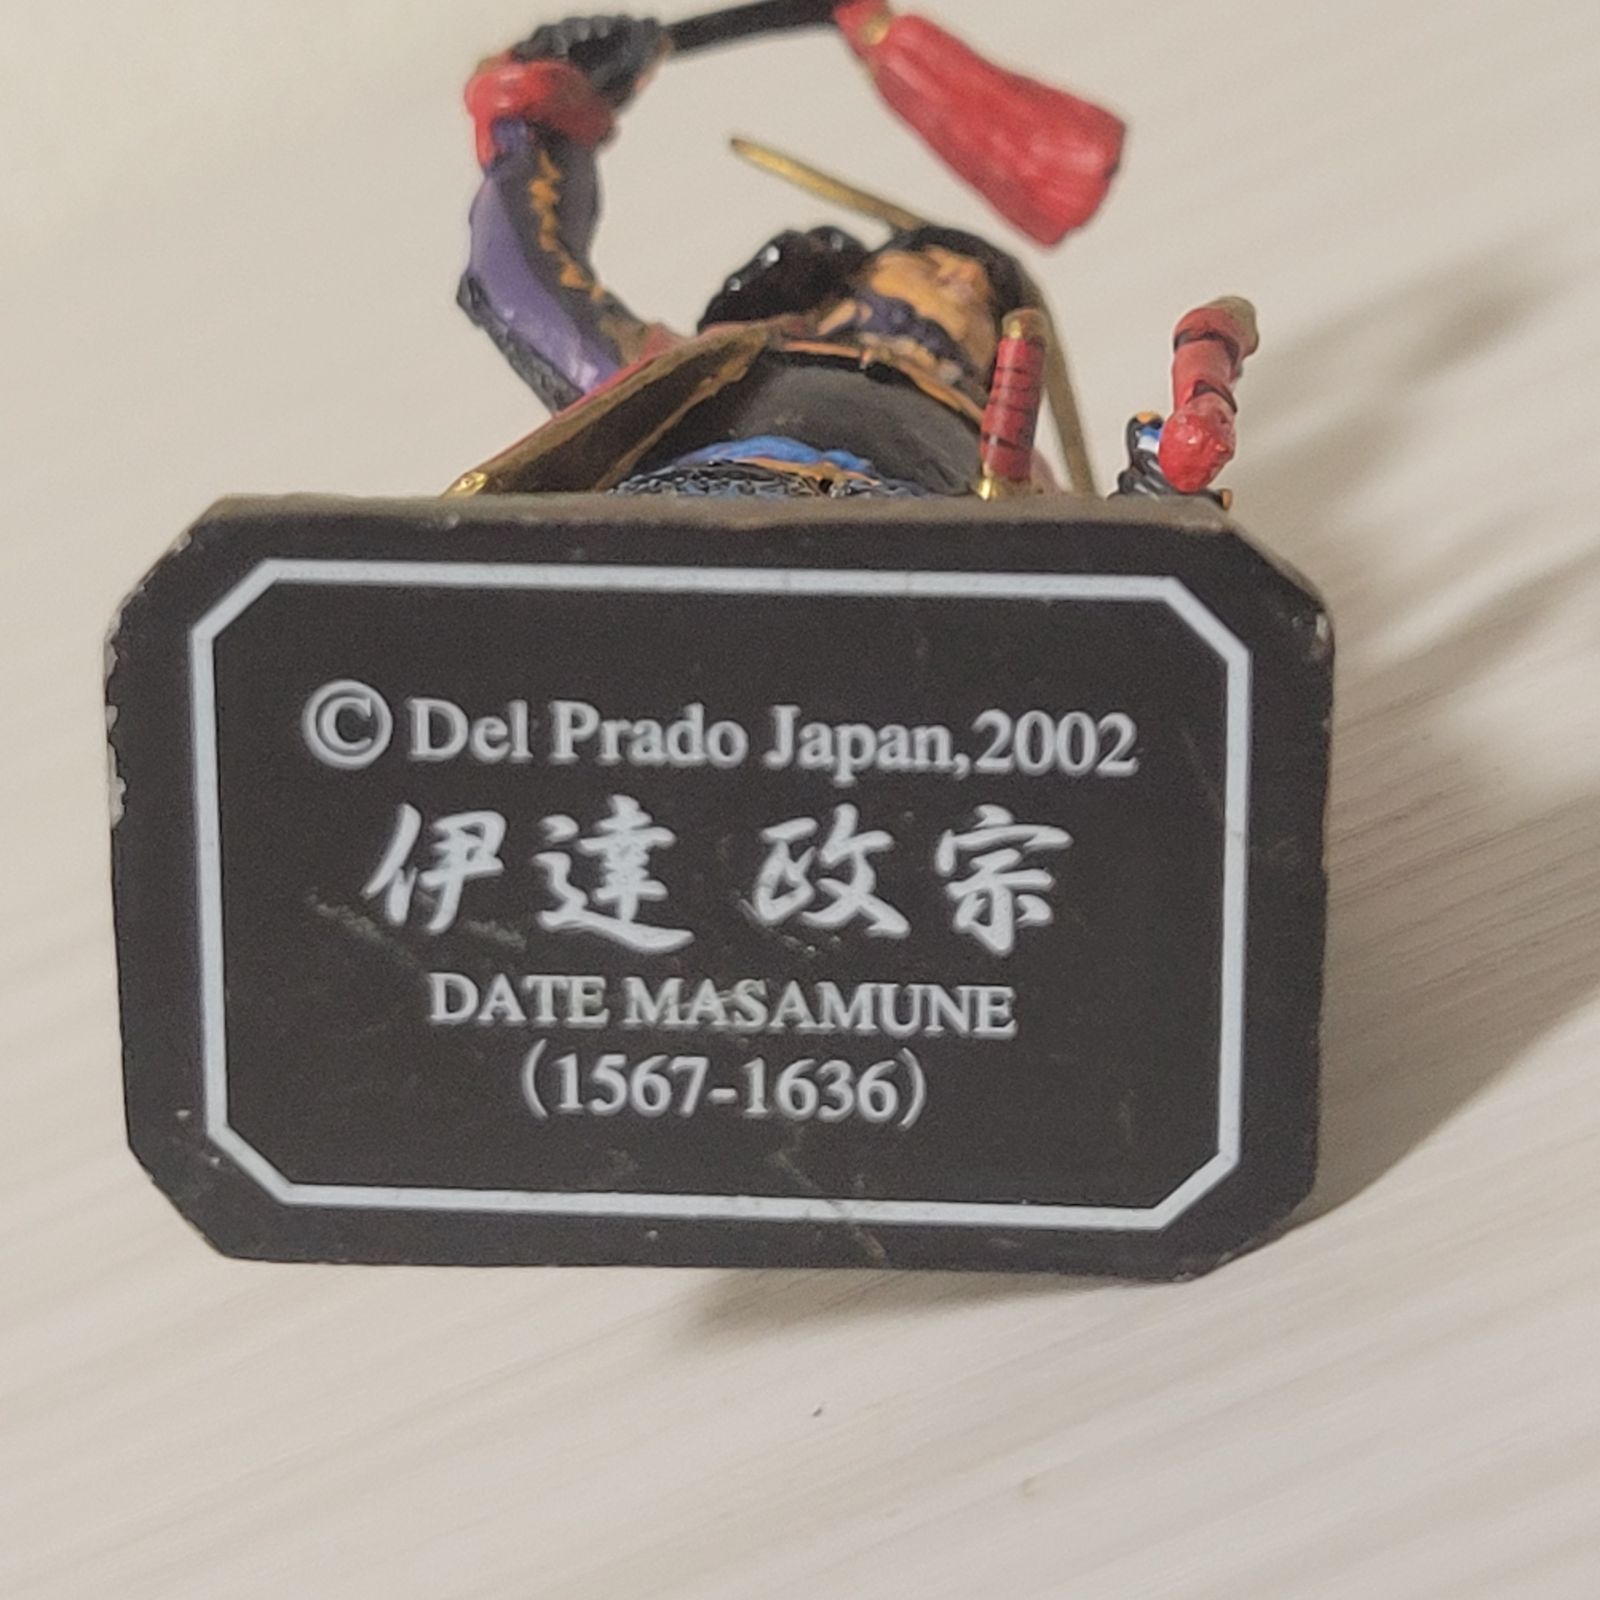 © Del Prado Japan,2002
伊達 政宗
DATE MASAMUNE
(1567-1636)